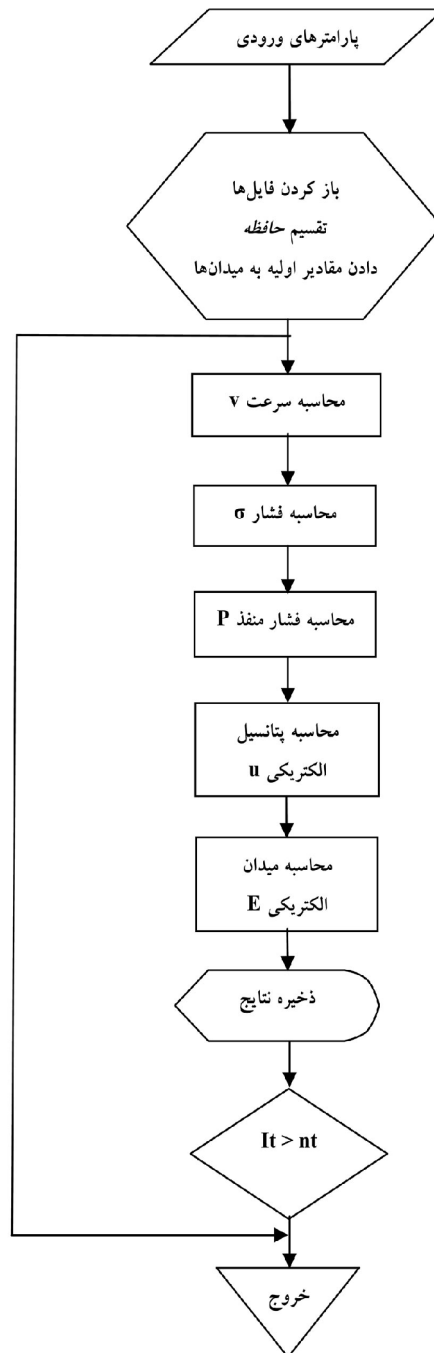 پارامترهای ورودی
باز کردن فایل‌ها
تقسیم حافظه
دادن مقادیر اولیه به میدان‌ها
محاسبه سرعت v
محاسبه فشار σ
محاسبه فشار منفذ P
محاسبه پتانسیل
الکتریکی u
محاسبه میدان
الکتریکی E
ذخیره نتایج
It > nt
خروج